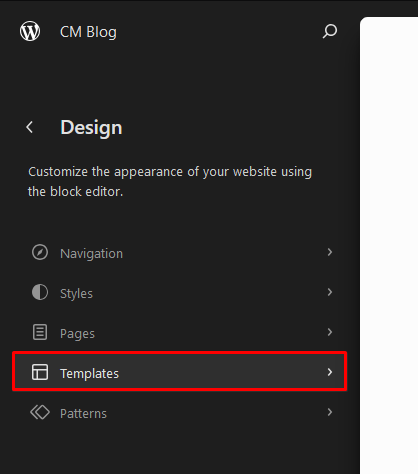 CM Blog
Design
Customize the appearance of your website using
the block editor.
Navigation
Styles
Pages
Templates
Patterns